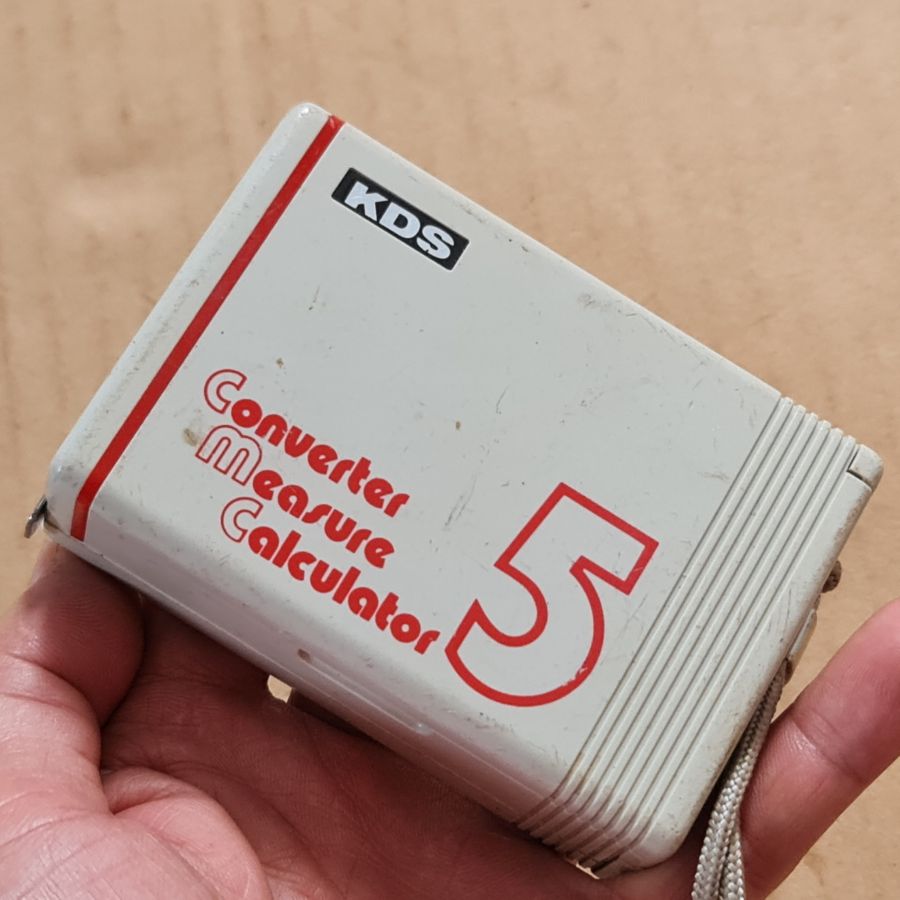 KDS
Converter
Measure
Calculator
5